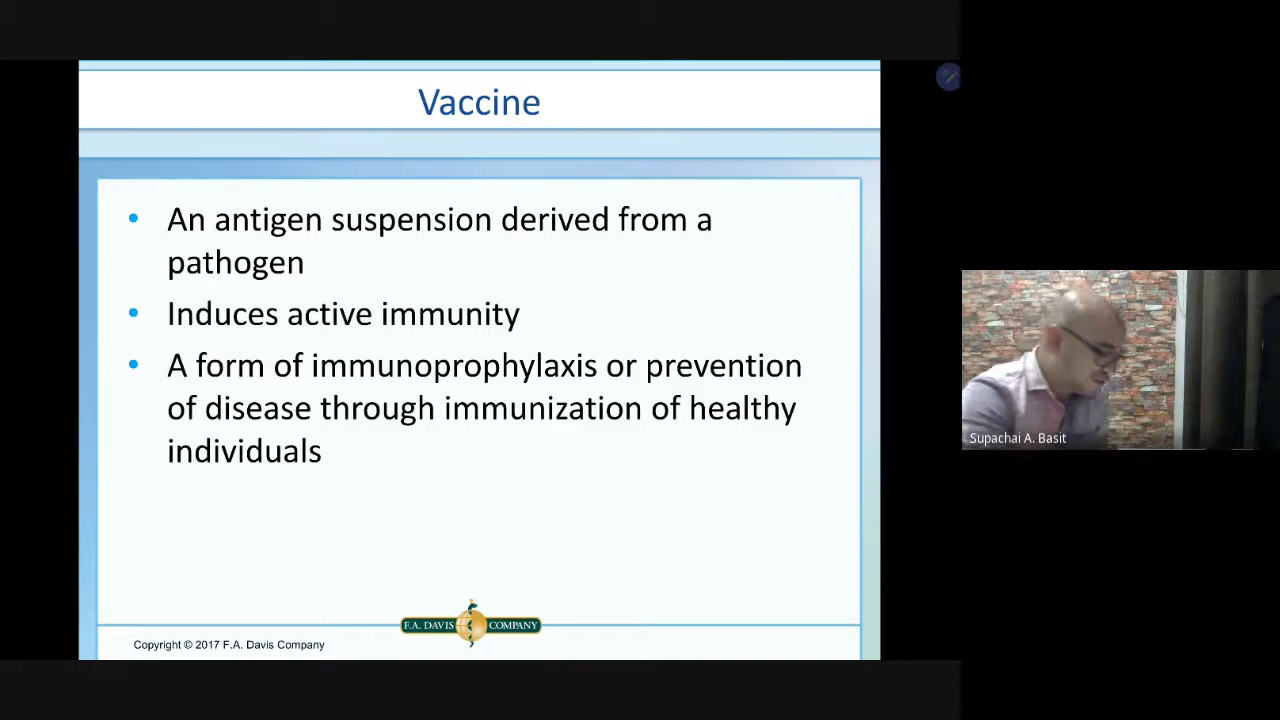 Vaccine
• An antigen suspension derived from a
pathogen
• Induces active immunity
• A form of immunoprophylaxis or prevention
of disease through immunization of healthy
individuals
F.A. DAVIS COMPANY
Copyright © 2017 F.A. Davis Company
Supachai A. Basit